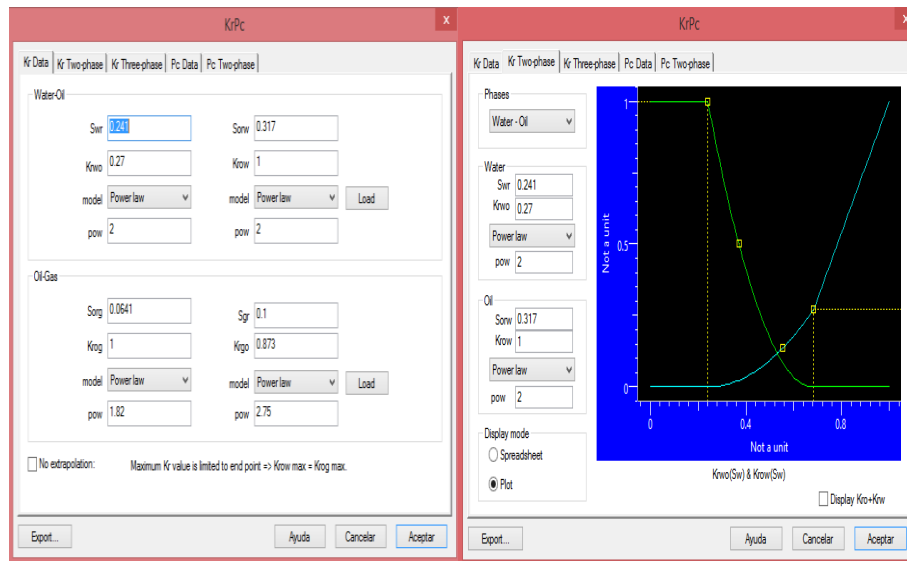 KrPc
x
Kr Data Kr Two-phase Kr Three-phase Pc Data Pc Two-phase
Water-Oil
Swr 0.241 Sorw 0.317
Krwo 0.27 Krow 1
model Power law model Power law Load
pow 2 pow 2
Oil-Gas
Sorg 0.0641 Sgr 0.1
Krog 1 Krgo 0.873
model Power law model Power law Load
pow 1.82 pow 2.75
No extrapolation: Maximum Kr value is limited to end point => Krow max = Krog max.
Export... Ayuda Cancelar Aceptar
KrPc
x
Kr Data Kr Two-phase Kr Three-phase Pc Data Pc Two-phase
Phases
Water - Oil
Water
Swr 0.241
Krwo 0.27
Power law
pow 2
Oil
Sorw 0.317
Krow 1
Power law
pow 2
Display mode
Spreadsheet
Plot
1
0.5
0
Not a unit
0 0.4 0.8
Not a unit
Krwo(Sw) & Krow(Sw)
Display Kro+Krw
Export... Ayuda Cancelar Aceptar